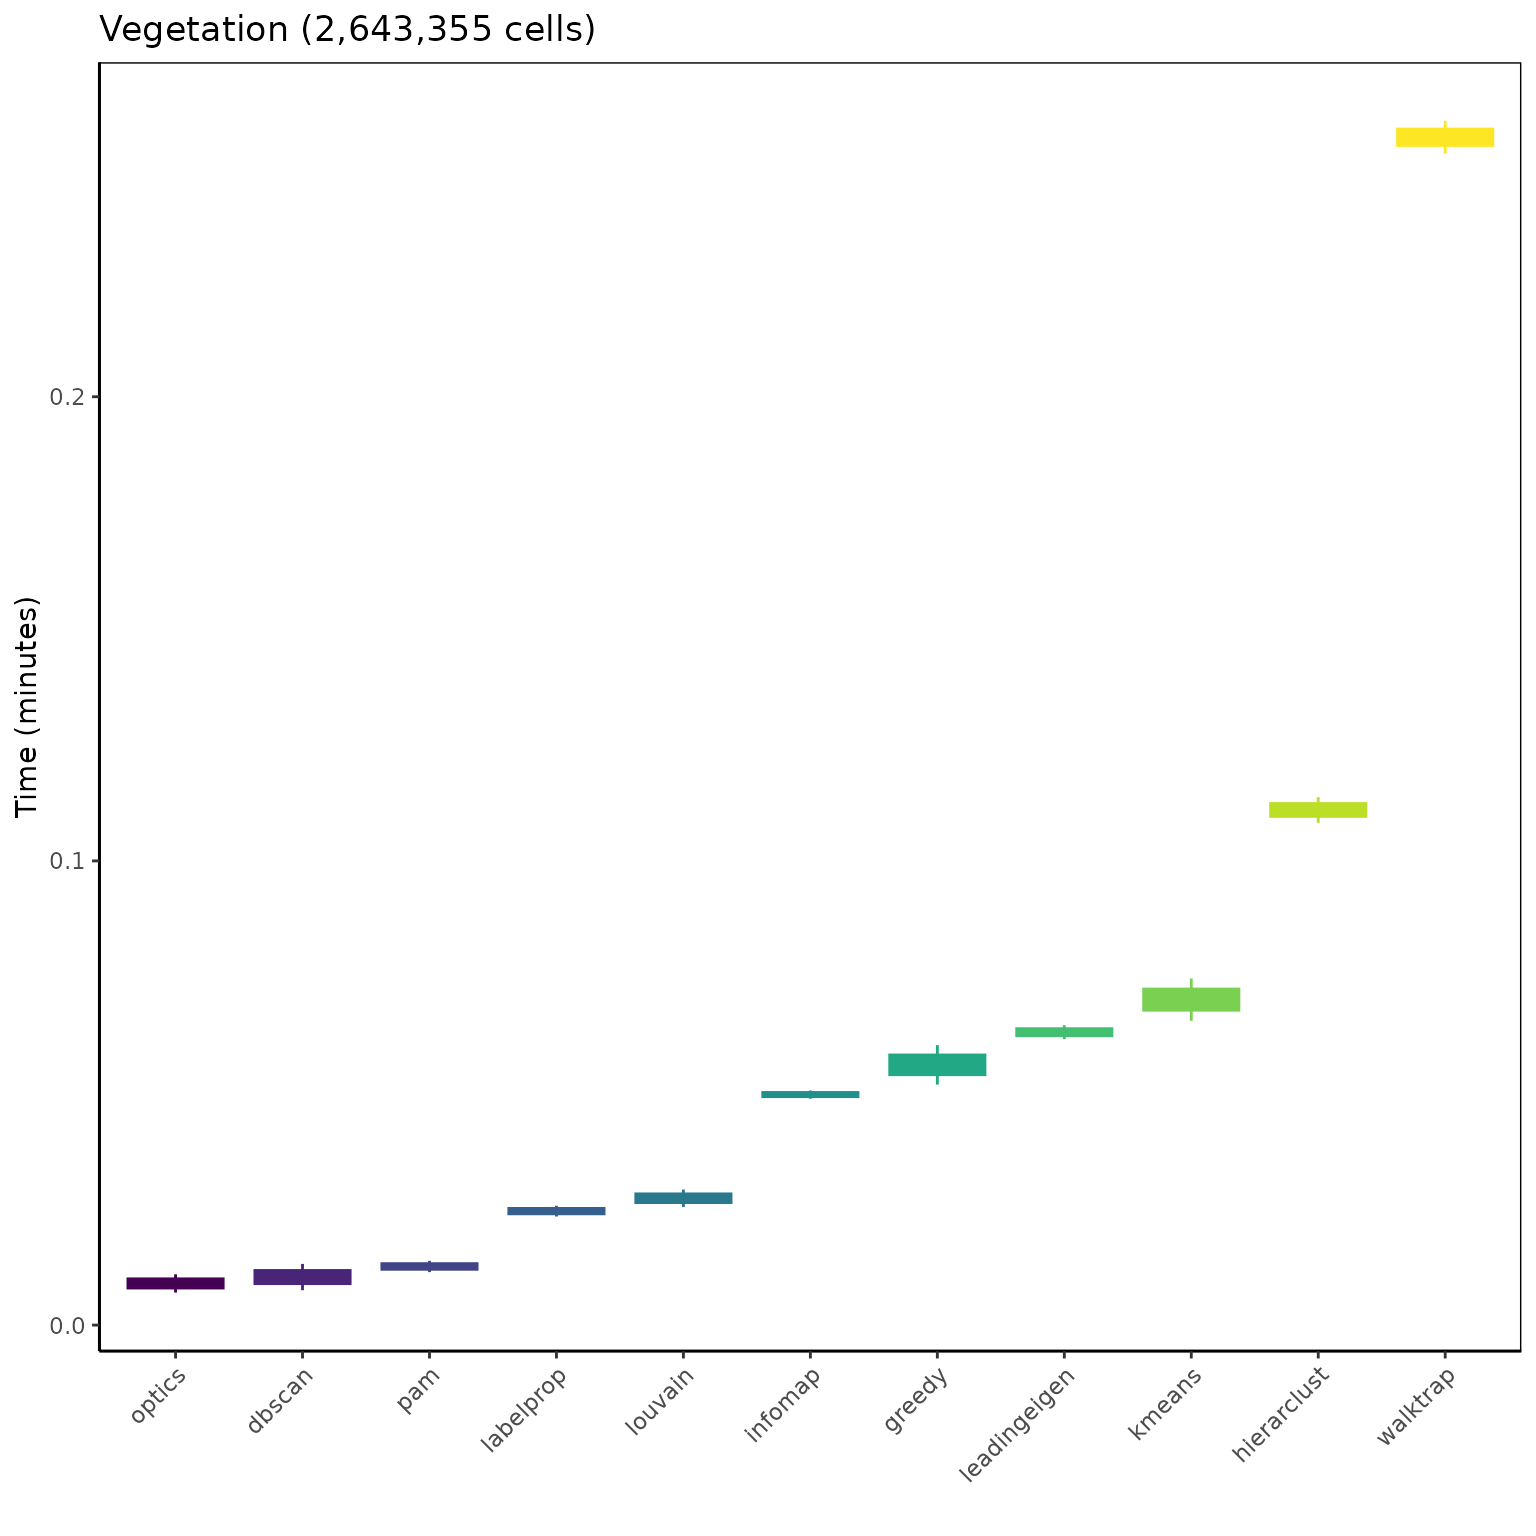 Vegetation (2,643,355 cells)
Time (minutes)
0.2
0.1
0.0
optics
dbscan
pam
labelprop
louvain
infomap
greedy
leadingeigen
kmeans
hierarclust
walktrap